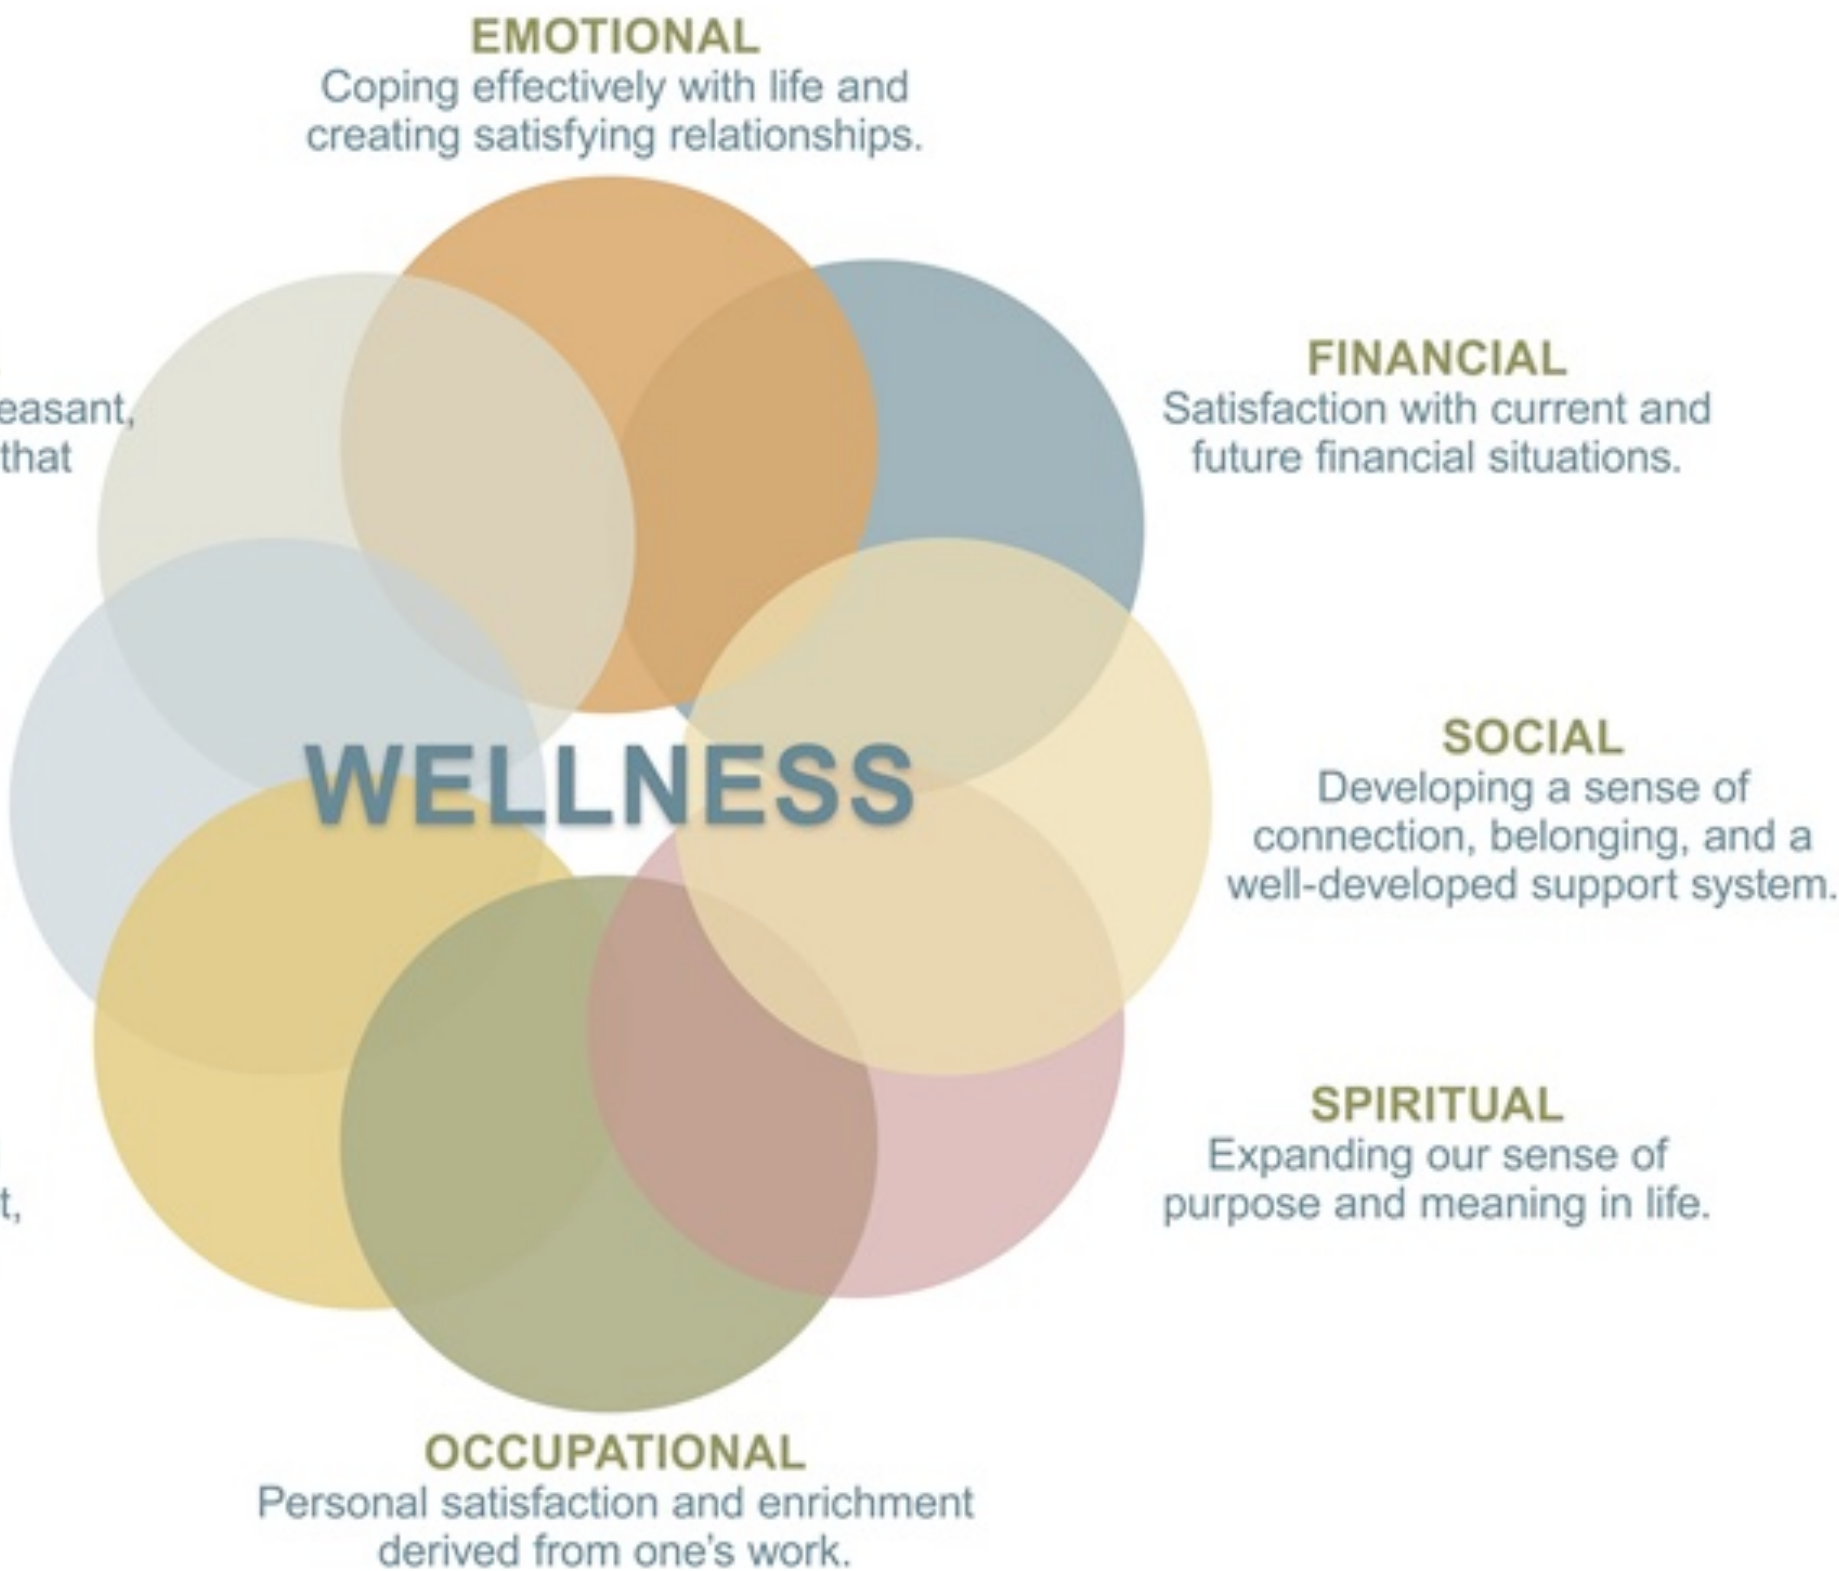 EMOTIONAL
Coping effectively with life and
creating satisfying relationships.
FINANCIAL
Satisfaction with current and
future financial situations.
that
WELLNESS
SOCIAL
Developing a sense of
connection, belonging, and a
well-developed support system.
SPIRITUAL
Expanding our sense of
purpose and meaning in life.
OCCUPATIONAL
Personal satisfaction and enrichment
derived from one's work.